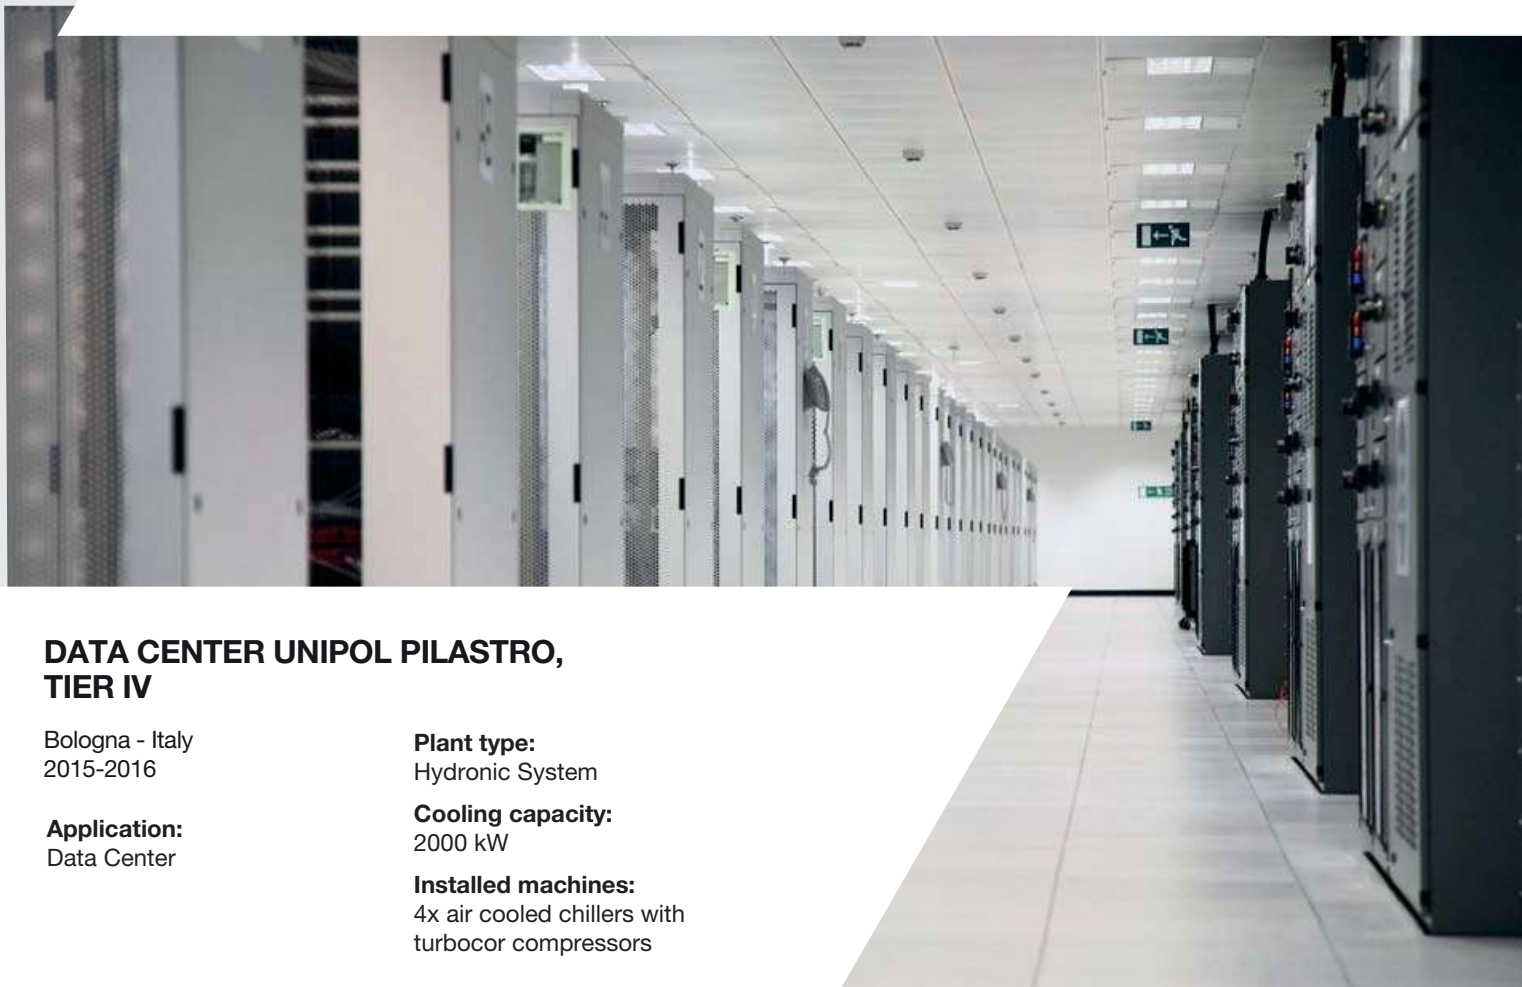 DATA CENTER UNIPOL PILASTRO,
TIER IV
Bologna - Italy
2015-2016
Application:
Data Center
Plant type:
Hydronic System
Cooling capacity:
2000 kW
Installed machines:
4x air cooled chillers with
turbocor compressors